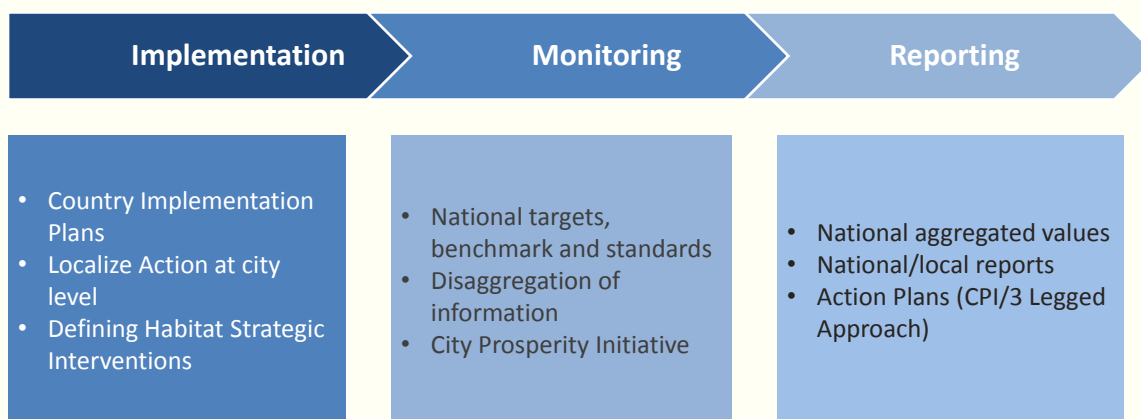 Implementation
Monitoring
Reporting
• Country Implementation
Plans
• Localize Action at city
level
• Defining Habitat Strategic
Interventions
• National targets,
benchmark and standards
• Disaggregation of
information
• City Prosperity Initiative
• National aggregated values
• National/local reports
• Action Plans (CPI/3 Legged
Approach)